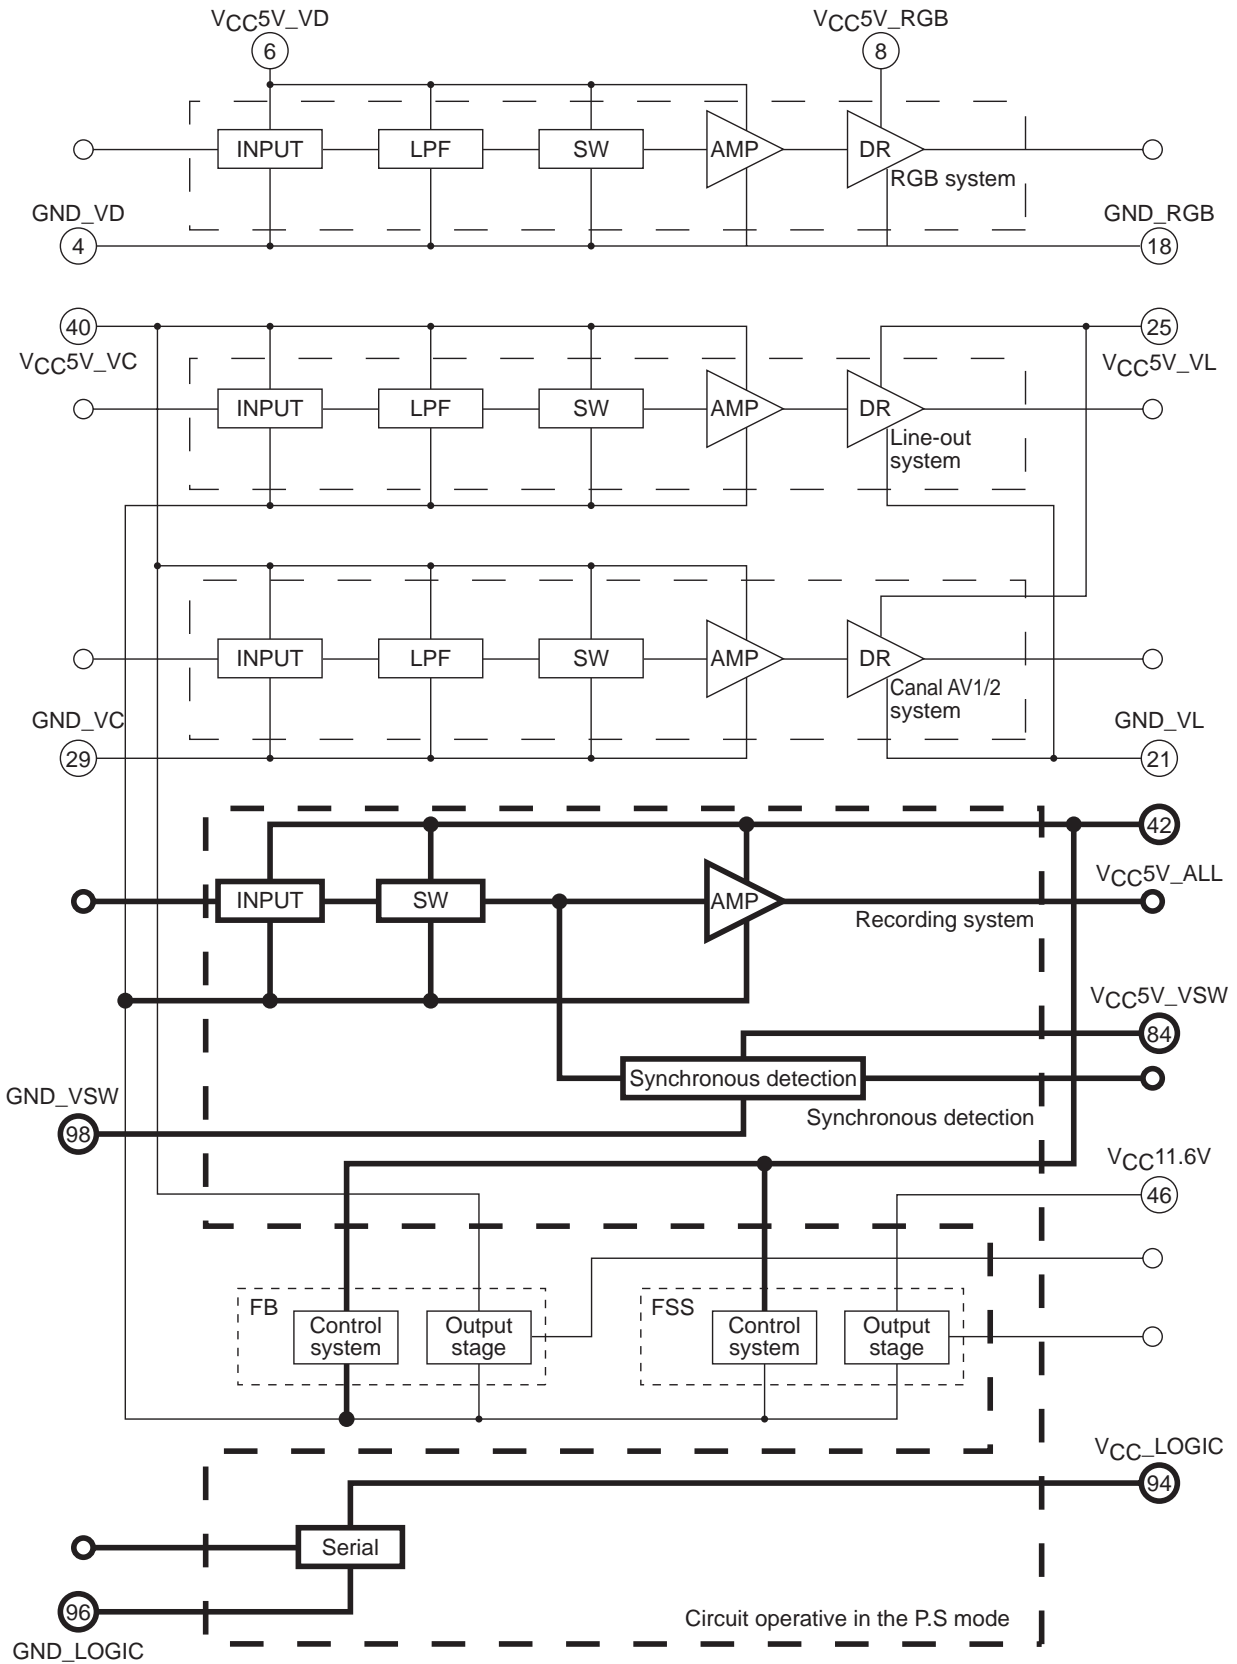 VCC5V_VD
VCC5V_RGB
6
8
INPUT
LPF
SW
AMP
DR
RGB system
GND_VD
GND_RGB
4
18
40
25
VCC5V_VC
VCC5V_VL
INPUT
LPF
SW
AMP
DR
Line-out
system
INPUT
LPF
SW
AMP
DR
Canal AV1/2
system
GND_VC
GND_VL
29
21
42
VCC5V_ALL
INPUT
SW
AMP
Recording system
VCC5V_VSW
84
Synchronous detection
GND_VSW
Synchronous detection
98
VCC11.6V
46
FB
FSS
Control
system
Output
stage
Control
system
Output
stage
VCC_LOGIC
94
Serial
96
Circuit operative in the P.S mode
GND_LOGIC